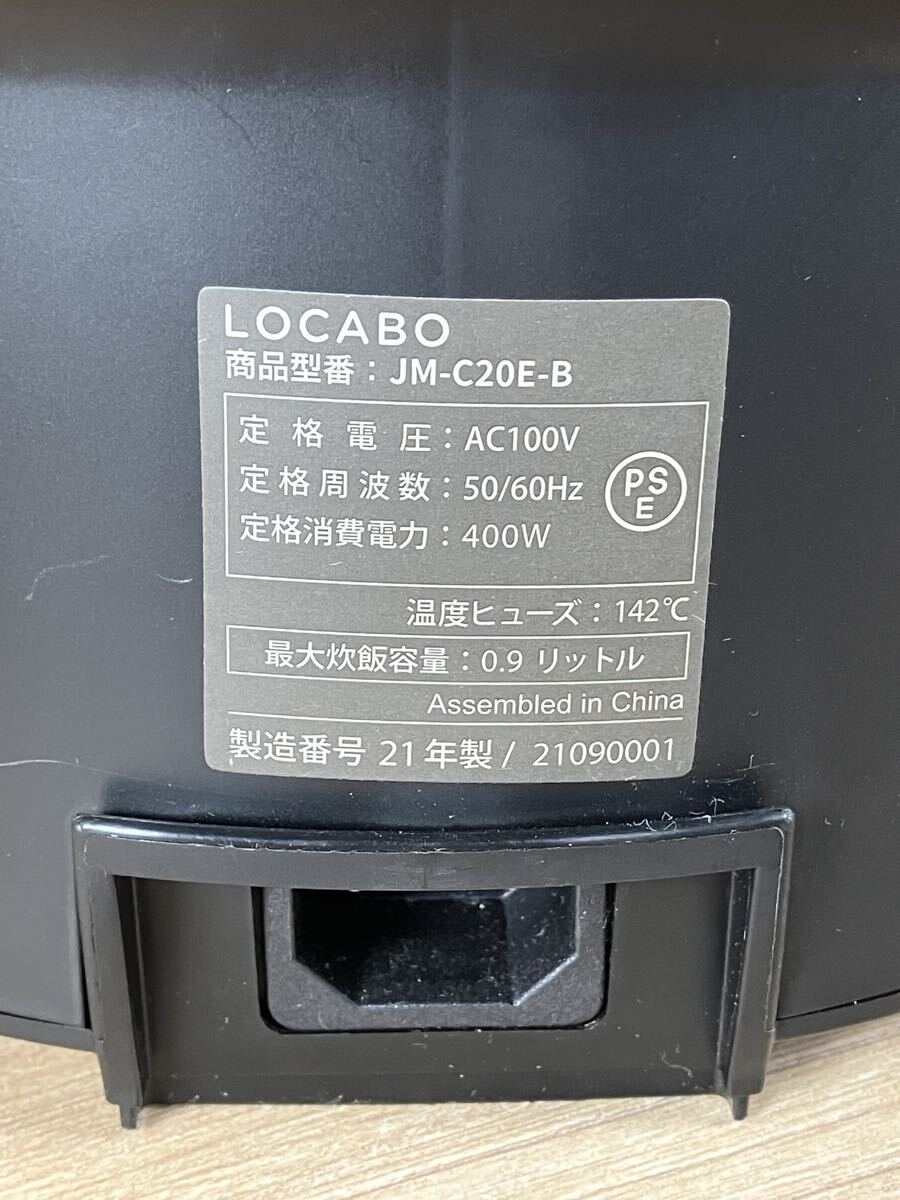 LOCABO
商品型番：JM-C20E-B
定格電圧：AC100V
定格周波数：50/60Hz
定格消費電力：400W
PS
E
温度ヒューズ：142℃
最大炊飯容量：0.9 リットル
Assembled in China
製造番号 21年製 / 21090001